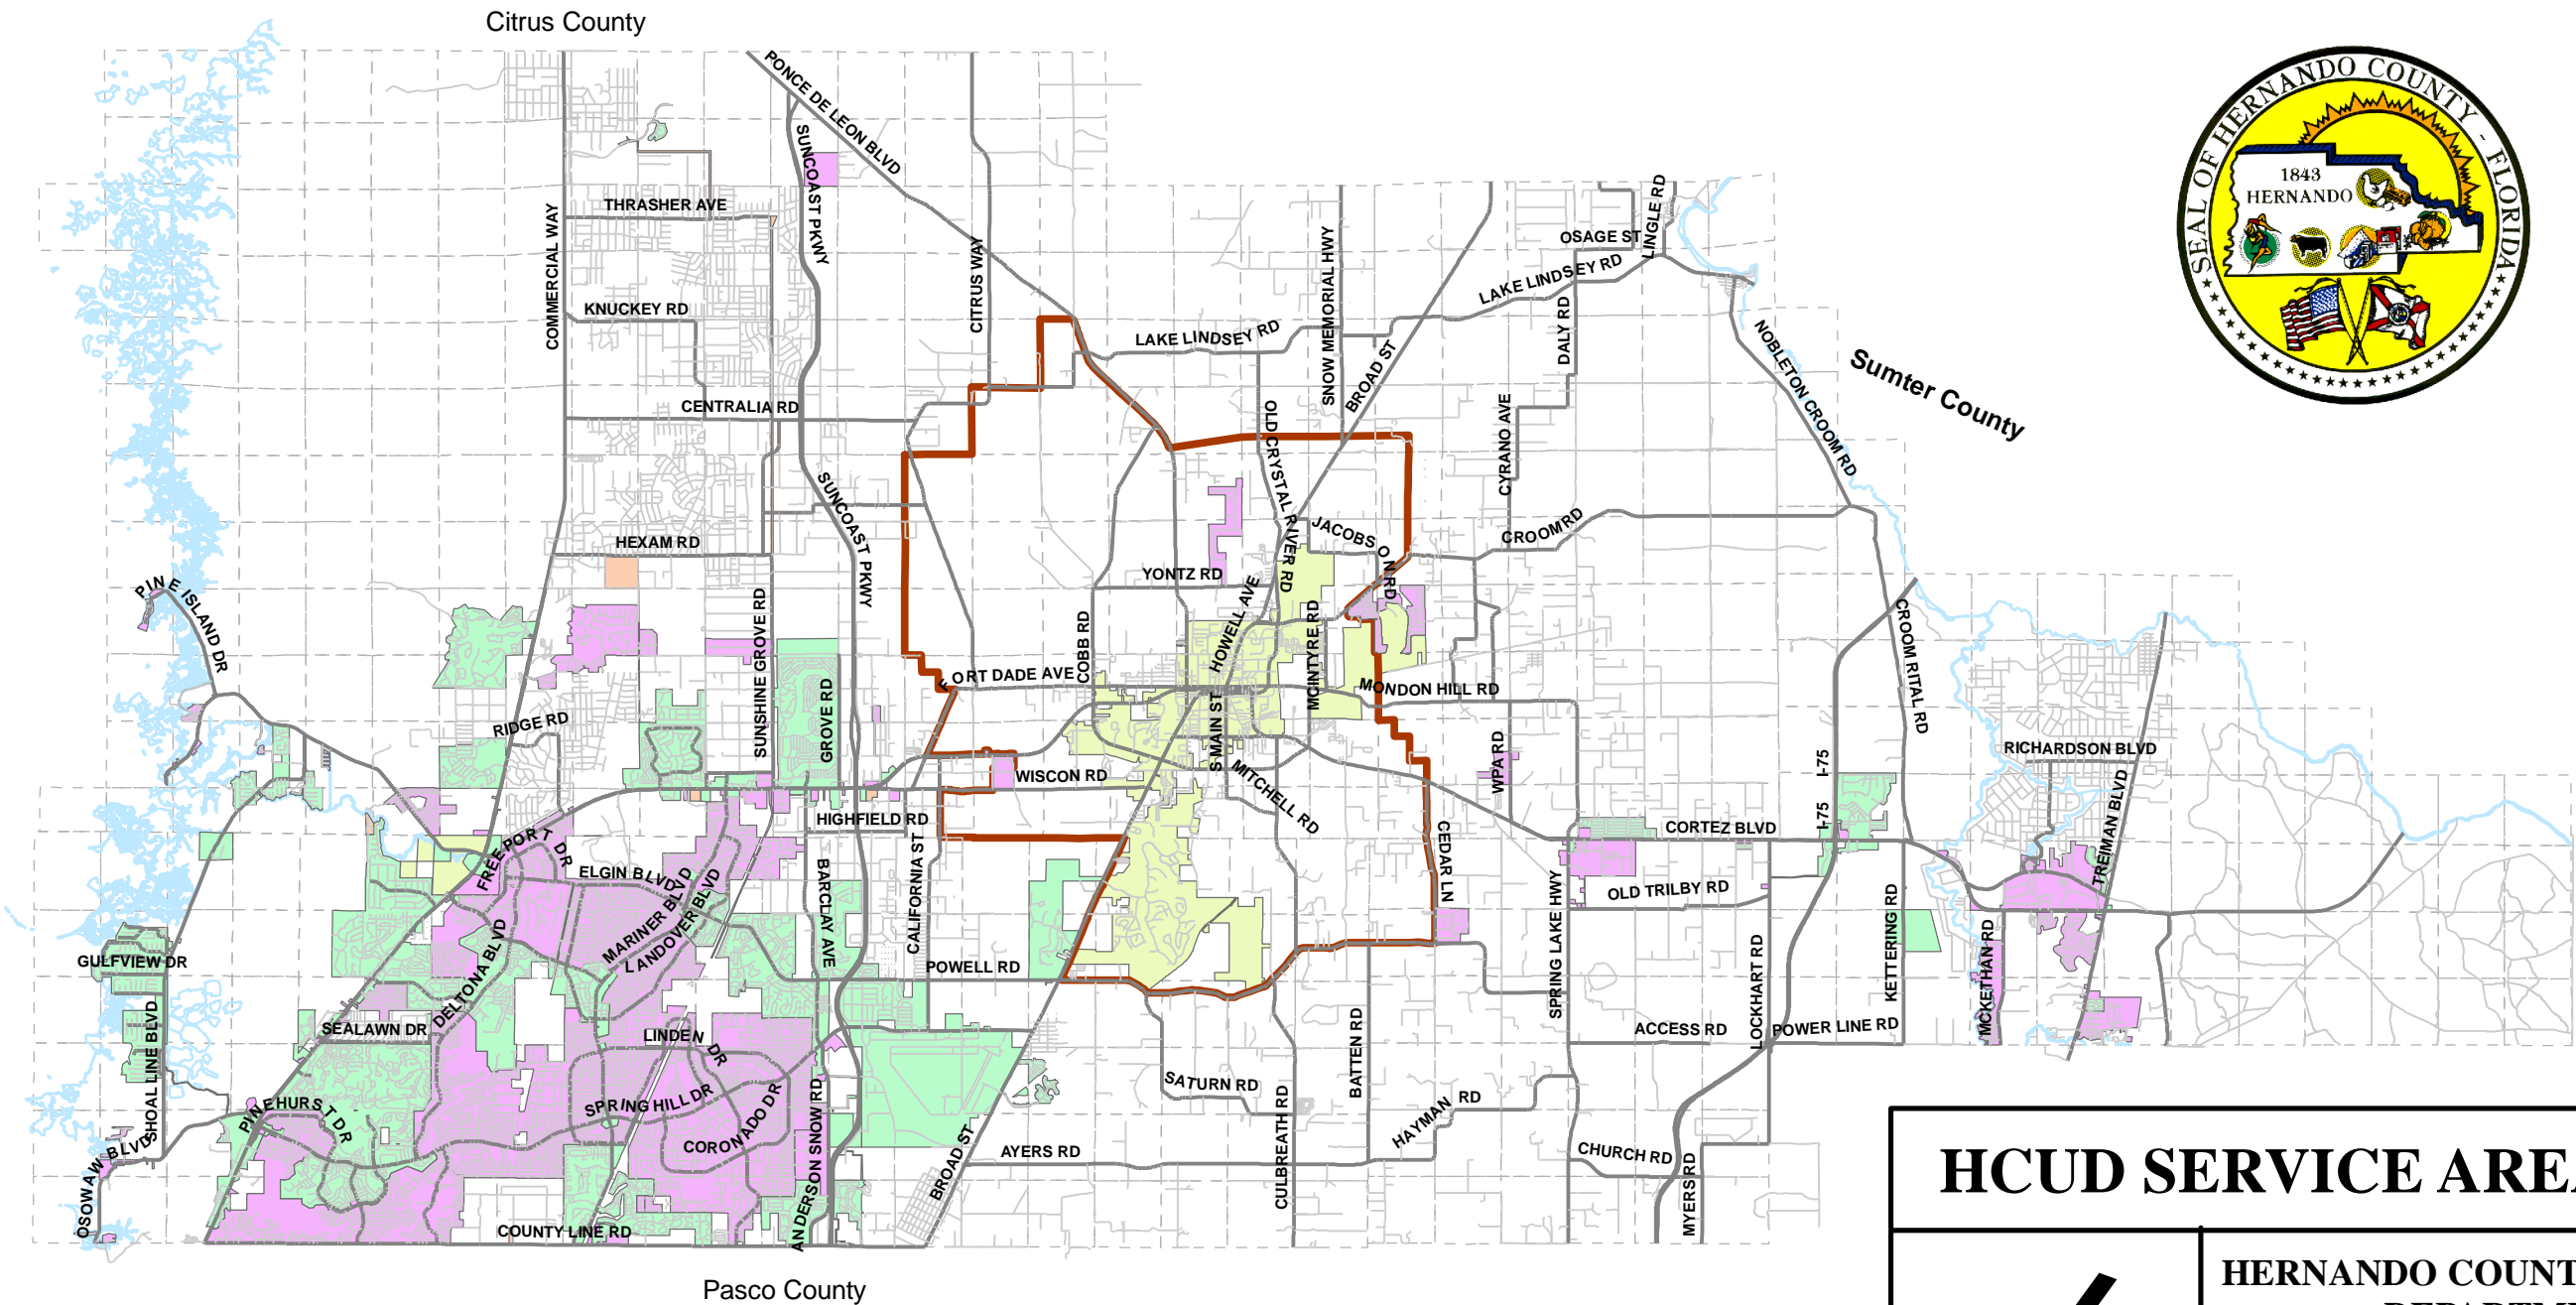 Citrus County
PONCE DE LEON BLVD
SUNCOAST PKWY
THRASHER AVE
COMMERCIAL WAY
CITRUS WAY
KNUCKEY RD
SNOW MEMORIAL HWY
LINGLE RD
OSAGE ST
LAKE LINDSEY RD
LAKE LINDSEY RD
DALY RD
BROAD ST
NOBLETON CROOM RD
Sumter County
SEAL OF HERNANDO COUNTY - FLORIDA
1843
HERNANDO
CENTRALIA RD
OLD CRYSTAL RIVER RD
CYRANO AVE
SUNCOAST PKWY
JACOBSON RD
CROOM RD
HEXAM RD
YONTZ RD
PINE ISLAND DR
SUNSHINE GROVE RD
HOWELL AVE
MCINTYRE RD
COBB RD
CROOM RITAL RD
FORT DADE AVE
MONDON HILL RD
GROVE RD
RIDGE RD
S MAIN ST
WPA RD
I-75
RICHARDSON BLVD
WISCON RD
MITCHELL RD
HIGHFIELD RD
I-75
TREIMAN BLVD
CORTEZ BLVD
FREEPORT DR
ELGIN BLVD
CALIFORNIA ST
CEDAR LN
BARCLAY AVE
MARINER BLVD
LANDOVER BLVD
OLD TRILBY RD
SPRING LAKE HWY
KETTERING RD
DELTONA BLVD
GULFVIEW DR
POWELL RD
LOCKHART RD
MCKETHAN RD
SHOAL LINE BLVD
SEALAWN DR
LINDEN DR
BATTEN RD
ACCESS RD
POWER LINE RD
SATURN RD
CULBREATH RD
PINEHURST DR
SPRING HILL DR
CORONADO DR
ANDERSON SNOW RD
HAYMAN RD
BROAD ST
AYERS RD
CHURCH RD
MYERS RD
OSOWAW BLVD
COUNTY LINE RD
Pasco County
HCUD SERVICE AREA
HERNANDO COUNT